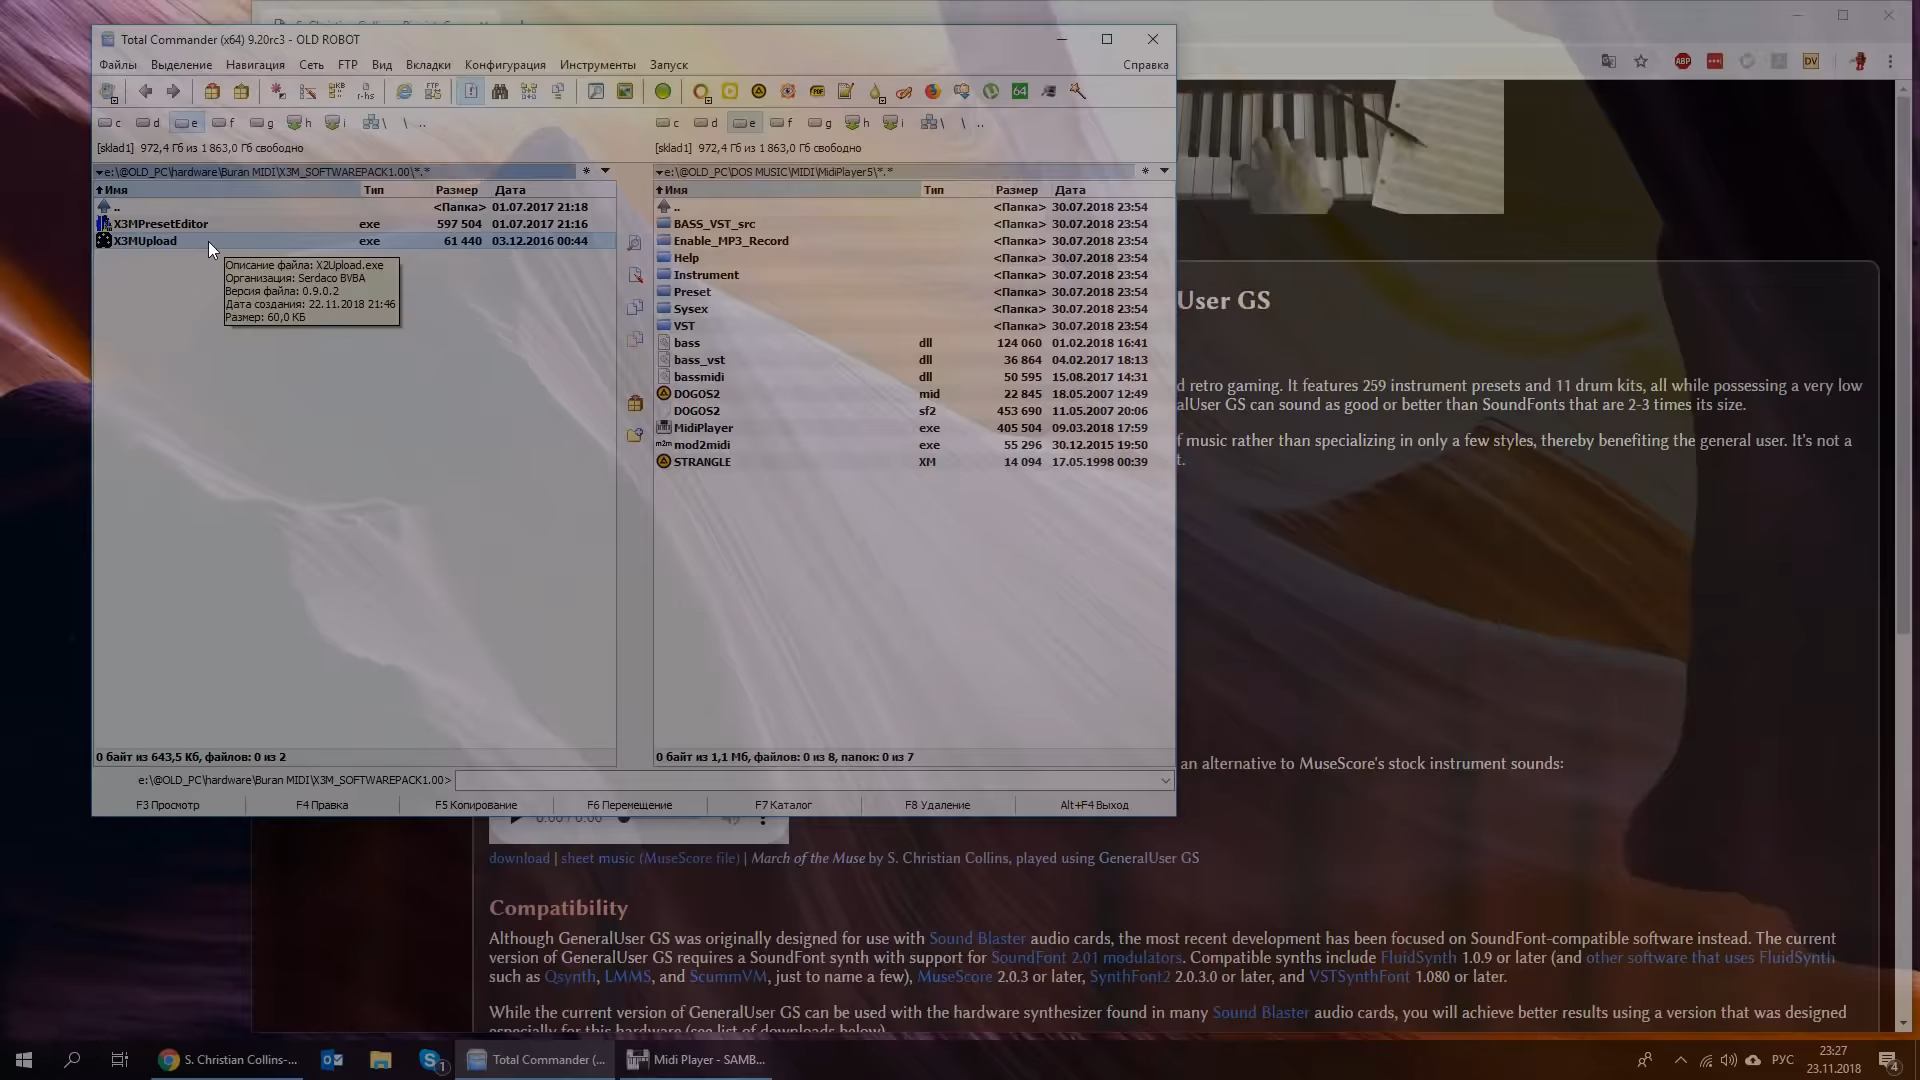 Total Commander (x64) 9.20rc3 - OLD ROBOT
Файлы Выделение Навигация Сеть FTP Вид Вкладки Конфигурация Инструменты Запуск Справка
c d e f g h i \ ..
c d e f g h i \ ..
[sklad1] 972,4 Гб из 1 863,0 Гб свободно
[sklad1] 972,4 Гб из 1 863,0 Гб свободно
e:\@OLD_PC\hardware\Buran MIDI\X3M_SOFTWAREPACK1.00\*.*
Имя Тип Размер Дата
.. <Папка> 01.07.2017 21:18
X3MPresetEditor exe 597 504 01.07.2017 21:16
X3MUpload exe 61 440 03.12.2016 00:44
Описание файла: X2Upload.exe
Организация: Serdaco BVBA
Версия файла: 0.9.0.2
Дата создания: 22.11.2018 21:46
Размер: 60,0 КБ
0 байт из 643,5 Кб, файлов: 0 из 2
e:\@OLD_PC\DOS MUSIC\MIDI\MidiPlayer5\*.*
Имя Тип Размер Дата
.. <Папка> 30.07.2018 23:54
BASS_VST_src <Папка> 30.07.2018 23:54
Enable_MP3_Record <Папка> 30.07.2018 23:54
Help <Папка> 30.07.2018 23:54
Instrument <Папка> 30.07.2018 23:54
Preset <Папка> 30.07.2018 23:54
Sysex <Папка> 30.07.2018 23:54
VST <Папка> 30.07.2018 23:54
bass dll 124 060 01.02.2018 16:41
bass_vst dll 36 864 04.02.2017 18:13
bassmidi dll 50 595 15.08.2017 14:31
DOGOS2 mid 22 845 18.05.2007 12:49
DOGOS2 sf2 453 690 11.05.2007 20:06
MidiPlayer exe 405 504 09.03.2018 17:59
mod2midi exe 55 296 30.12.2015 19:50
STRANGLE XM 14 094 17.05.1998 00:39
0 байт из 1,1 Мб, файлов: 0 из 8, папок: 0 из 7
e:\@OLD_PC\hardware\Buran MIDI\X3M_SOFTWAREPACK1.00>
F3 Просмотр F4 Правка F5 Копирование F6 Перемещение F7 Каталог F8 Удаление Alt+F4 Выход
User GS
d retro gaming. It features 259 instrument presets and 11 drum kits, all while possessing a very low
alUser GS can sound as good or better than SoundFonts that are 2-3 times its size.
f music rather than specializing in only a few styles, thereby benefiting the general user. It's not a
t.
an alternative to MuseScore's stock instrument sounds:
0:00 / 0:00
download | sheet music (MuseScore file) | March of the Muse by S. Christian Collins, played using GeneralUser GS
Compatibility
Although GeneralUser GS was originally designed for use with Sound Blaster audio cards, the most recent development has been focused on SoundFont-compatible software instead. The current
version of GeneralUser GS requires a SoundFont synth with support for SoundFont 2.01 modulators. Compatible synths include FluidSynth 1.0.9 or later (and other software that uses FluidSynth
such as Qsynth, LMMS, and ScummVM, just to name a few), MuseScore 2.0.3 or later, SynthFont2 2.0.3.0 or later, and VSTSynthFont 1.080 or later.
While the current version of GeneralUser GS can be used with the hardware synthesizer found in many Sound Blaster audio cards, you will achieve better results using a version that was designed
especially for this hardware (see list of downloads below).
S. Christian Collins-... Total Commander (... Midi Player - SAMB...
РУС
23:27
23.11.2018